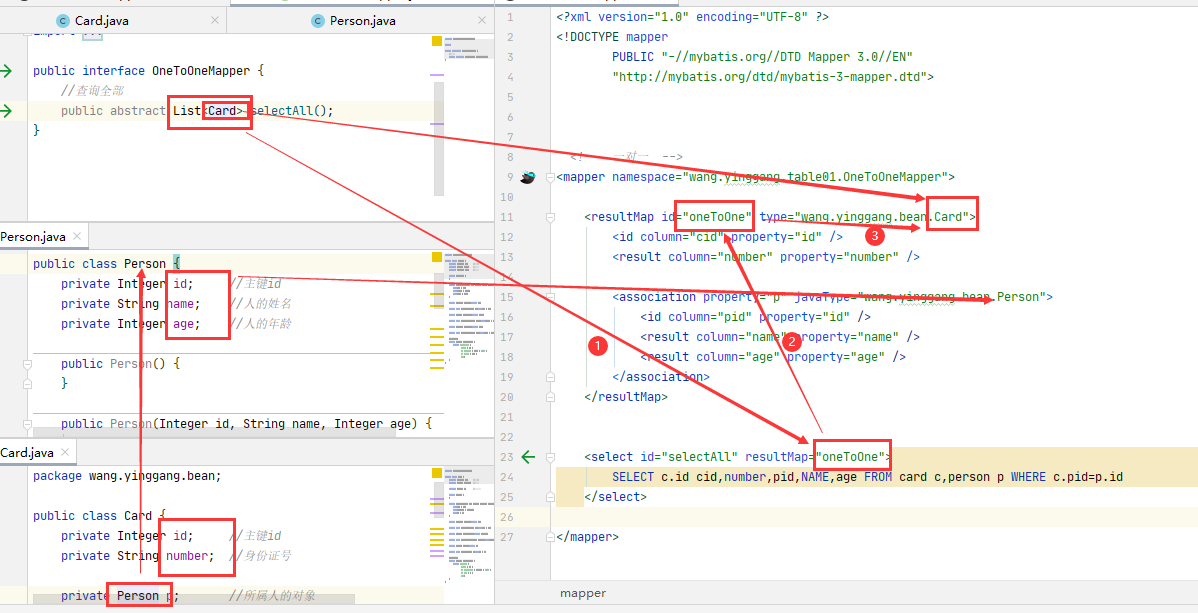 Card.java
Person.java
public interface OneToOneMapper {
//查询全部
public abstract List<Card> selectAll();
}
Person.java
public class Person {
private Integer id; //主键id
private String name; //人的姓名
private Integer age; //人的年龄
public Person() {
}
public Person(Integer id, String name, Integer age) {
Card.java
package wang.yinggang.bean;
public class Card {
private Integer id; //主键id
private String number; //身份证号
private Person p; //所属人的对象
1 <?xml version="1.0" encoding="UTF-8" ?>
2 <!DOCTYPE mapper
3 PUBLIC "-//mybatis.org//DTD Mapper 3.0//EN"
4 "http://mybatis.org/dtd/mybatis-3-mapper.dtd">
5
6
7
8 一对一 -->
9 <mapper namespace="wang.yinggang.table01.OneToOneMapper">
10
11 <resultMap id="oneToOne" type="wang.yinggang.bean.Card">
12 <id column="cid" property="id" /> 3
13 <result column="number" property="number" />
14
15 <association property="p" javaType="wang.yinggang.bean.Person">
16 <id column="pid" property="id" />
17 <result column="name" property="name" />
1 2
18 <result column="age" property="age" />
19 </association>
20 </resultMap>
21
22
23 <select id="selectAll" resultMap="oneToOne">
24 SELECT c.id cid,number,pid,NAME,age FROM card c,person p WHERE c.pid=p.id
25 </select>
26
27 </mapper>
mapper